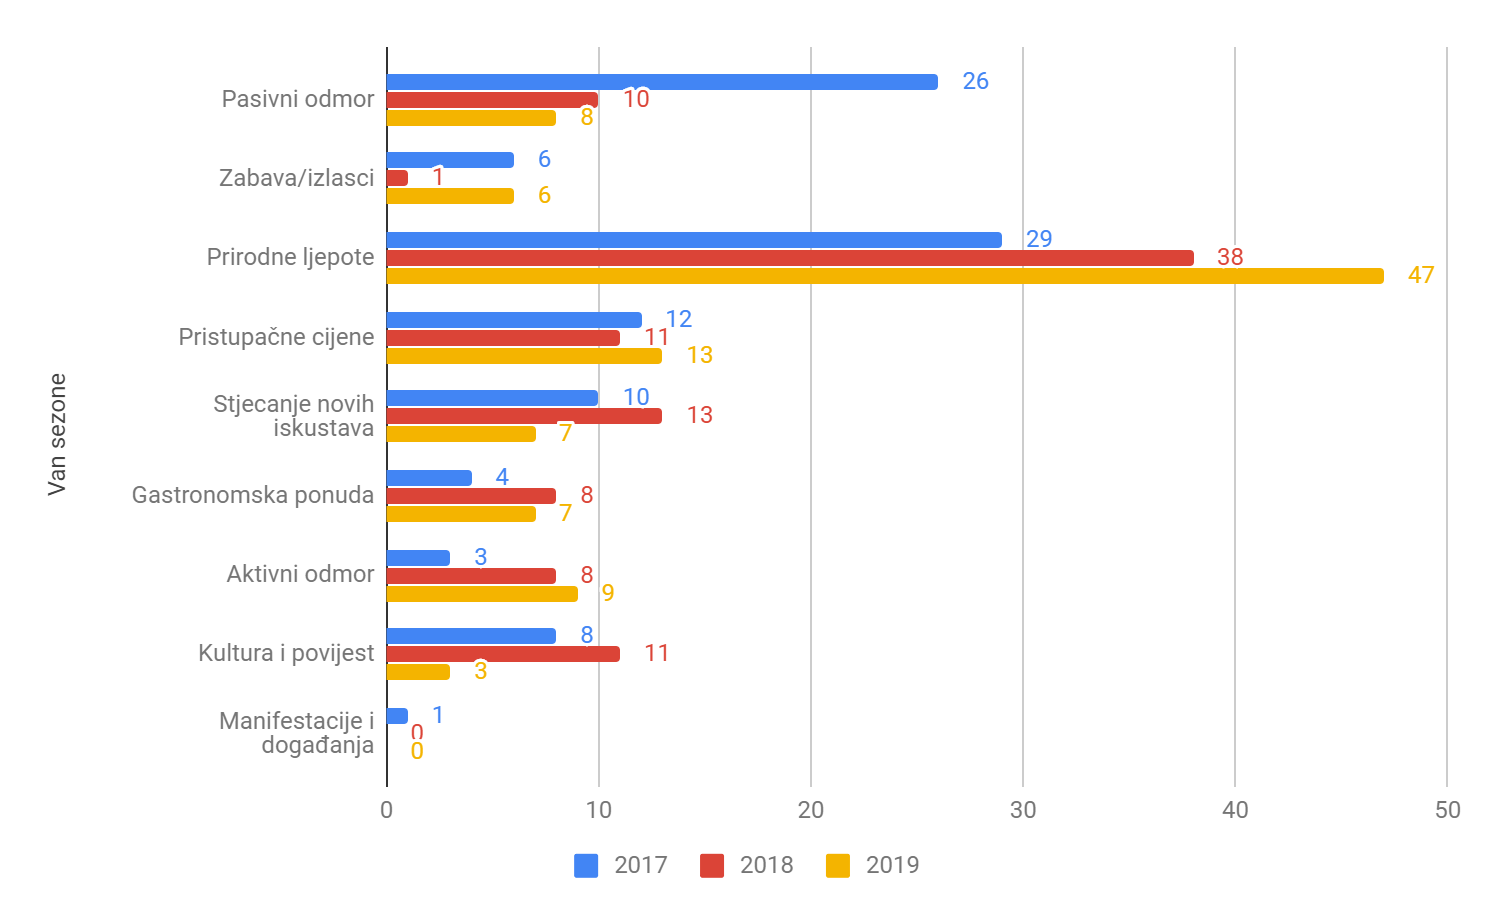 Van sezone
Pasivni odmor
26
10
8
Zabava/izlasci
6
1
6
Prirodne ljepote
29
38
47
Pristupačne cijene
12
11
13
Stjecanje novih
iskustava
10
13
7
Gastronomska ponuda
4
8
7
Aktivni odmor
3
8
9
Kultura i povijest
8
11
3
Manifestacije i
događanja
1
0
0
0 10 20 30 40 50
2017 2018 2019